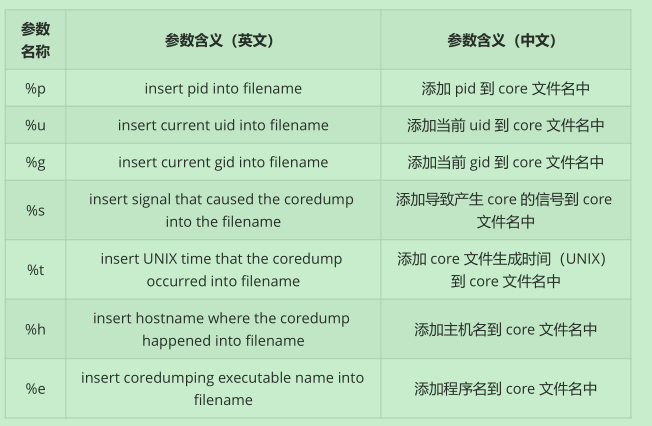 参数
名称
参数含义（英文）
参数含义（中文）
%p
insert pid into filename
添加 pid 到 core 文件名中
%u
insert current uid into filename
添加当前 uid 到 core 文件名中
%g
insert current gid into filename
添加当前 gid 到 core 文件名中
%s
insert signal that caused the coredump
into the filename
添加导致产生 core 的信号到 core
文件名中
%t
insert UNIX time that the coredump
occurred into filename
添加 core 文件生成时间（UNIX）
到 core 文件名中
%h
insert hostname where the coredump
happened into filename
添加主机名到 core 文件名中
%e
insert coredumping executable name into
filename
添加程序名到 core 文件名中